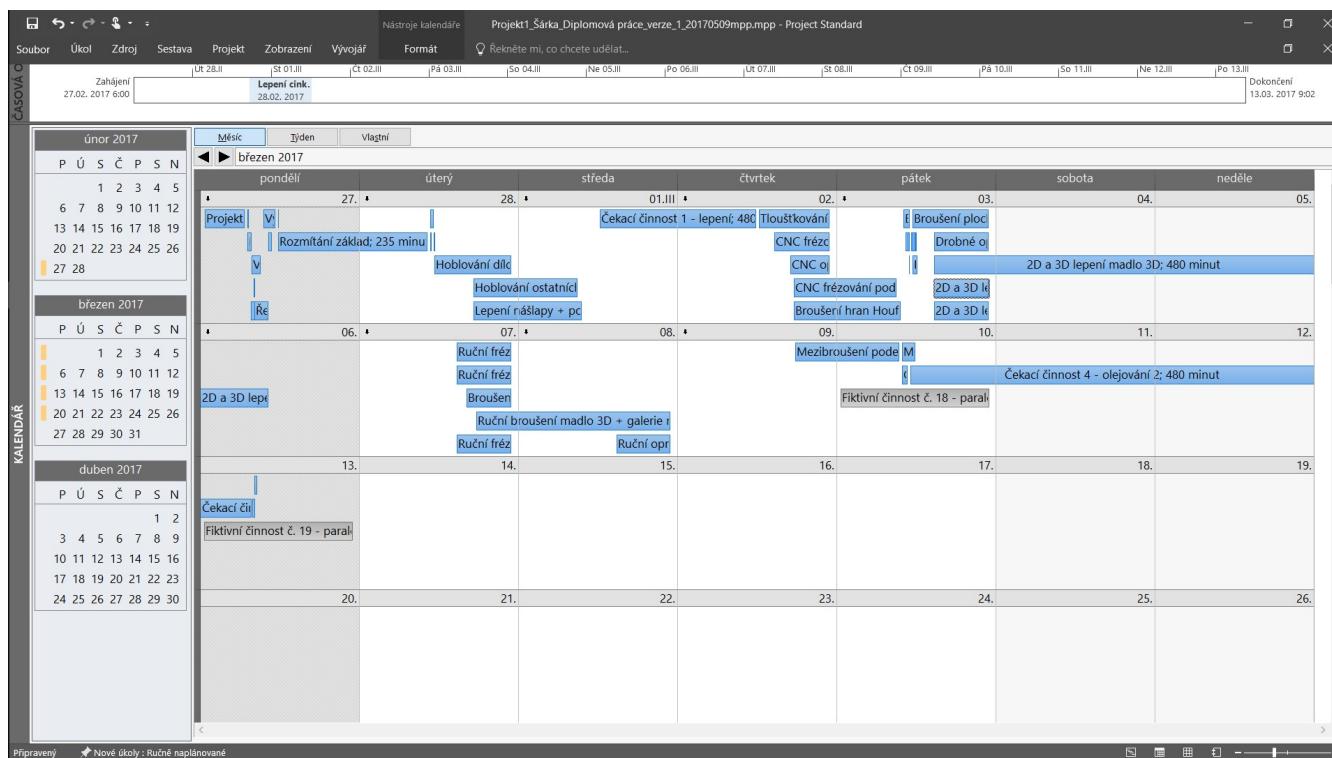 Nástroje kalendáře
Projekt1_Šárka_Diplomová práce_verze_1_20170509mpp.mpp - Project Standard
Soubor Úkol Zdroj Sestava Projekt Zobrazení Vývojář Formát Řekněte mi, co chcete udělat...
ČASOVÁ O
Út 28.II St 01.III Čt 02.III Pá 03.III So 04.III Ne 05.III Po 06.III Út 07.III St 08.III Čt 09.III Pá 10.III So 11.III Ne 12.III Po 13.III
Zahájení
27.02. 2017 6:00
Lepení cink.
28.02. 2017
Dokončení
13.03. 2017 9:02
KALENDÁŘ
únor 2017
P Ú S Č P S N
1 2 3 4 5
6 7 8 9 10 11 12
13 14 15 16 17 18 19
20 21 22 23 24 25 26
27 28
březen 2017
P Ú S Č P S N
1 2 3 4 5
6 7 8 9 10 11 12
13 14 15 16 17 18 19
20 21 22 23 24 25 26
27 28 29 30 31
duben 2017
P Ú S Č P S N
1 2
3 4 5 6 7 8 9
10 11 12 13 14 15 16
17 18 19 20 21 22 23
24 25 26 27 28 29 30
Měsíc Týden Vlastní
březen 2017
pondělí úterý středa čtvrtek pátek sobota neděle
27. 28. 01.III 02. 03. 04. 05.
Projekt Vy Čekací činnost 1 - lepení; 480 Tloušťkování Broušení ploc
Rozmítání základ; 235 minu CNC frézo Drobné o
V Hoblování dílc CNC o 2D a 3D lepení madlo 3D; 480 minut
Hoblování ostatnícl CNC frézování pod 2D a 3D le
Ře Lepení nášlapy + po Broušení hran Houf 2D a 3D le
06. 07. 08. 09. 10. 11. 12.
Ruční fréz Mezibroušení pode M
Ruční fréz Čekací činnost 4 - olejování 2; 480 minut
2D a 3D lepe Broušen Fiktivní činnost č. 18 - paral
Ruční broušení madlo 3D + galerie r
Ruční fréz Ruční opr
13. 14. 15. 16. 17. 18. 19.
Čekací čin
Fiktivní činnost č. 19 - paral
20. 21. 22. 23. 24. 25. 26.
Připravený Nové úkoly : Ručně naplánované